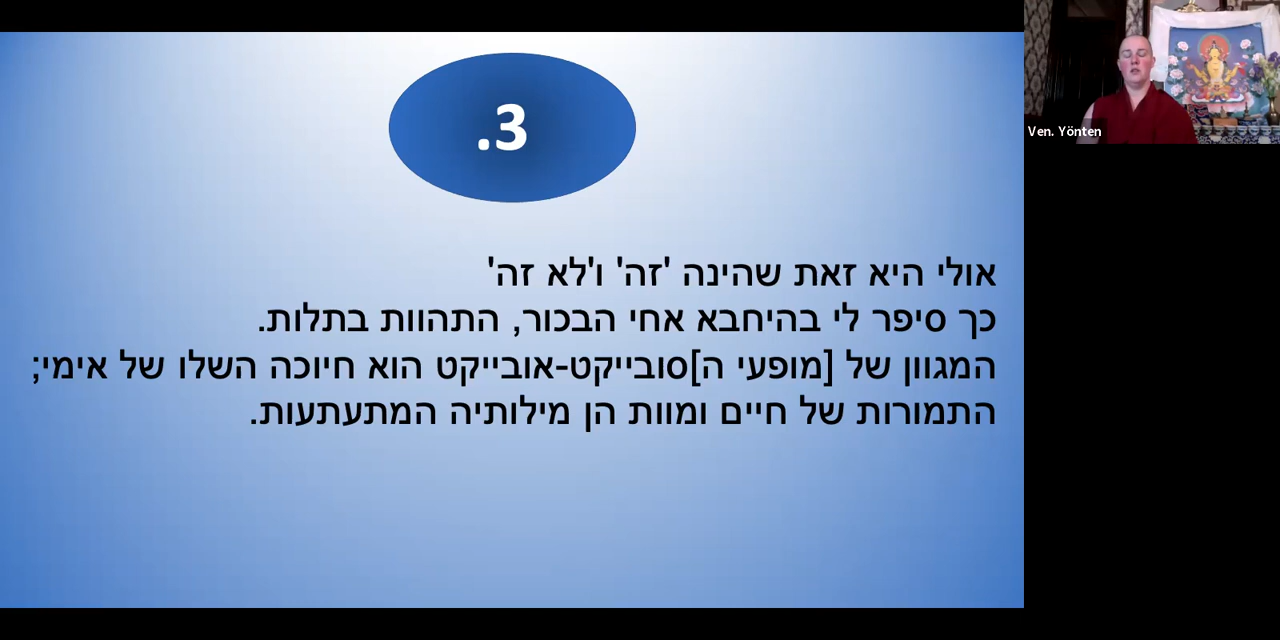 .3
אולי היא זאת שהינה 'זה' ו'לא זה'
כך סיפר לי בהיחבא אחי הבכור, התהוות בתלות.
המגוון של [מופעי ה]סובייקט-אובייקט הוא חיוכה השלו של אימי;
התמורות של חיים ומוות הן מילותיה המתעתעות.
Ven. Yönten